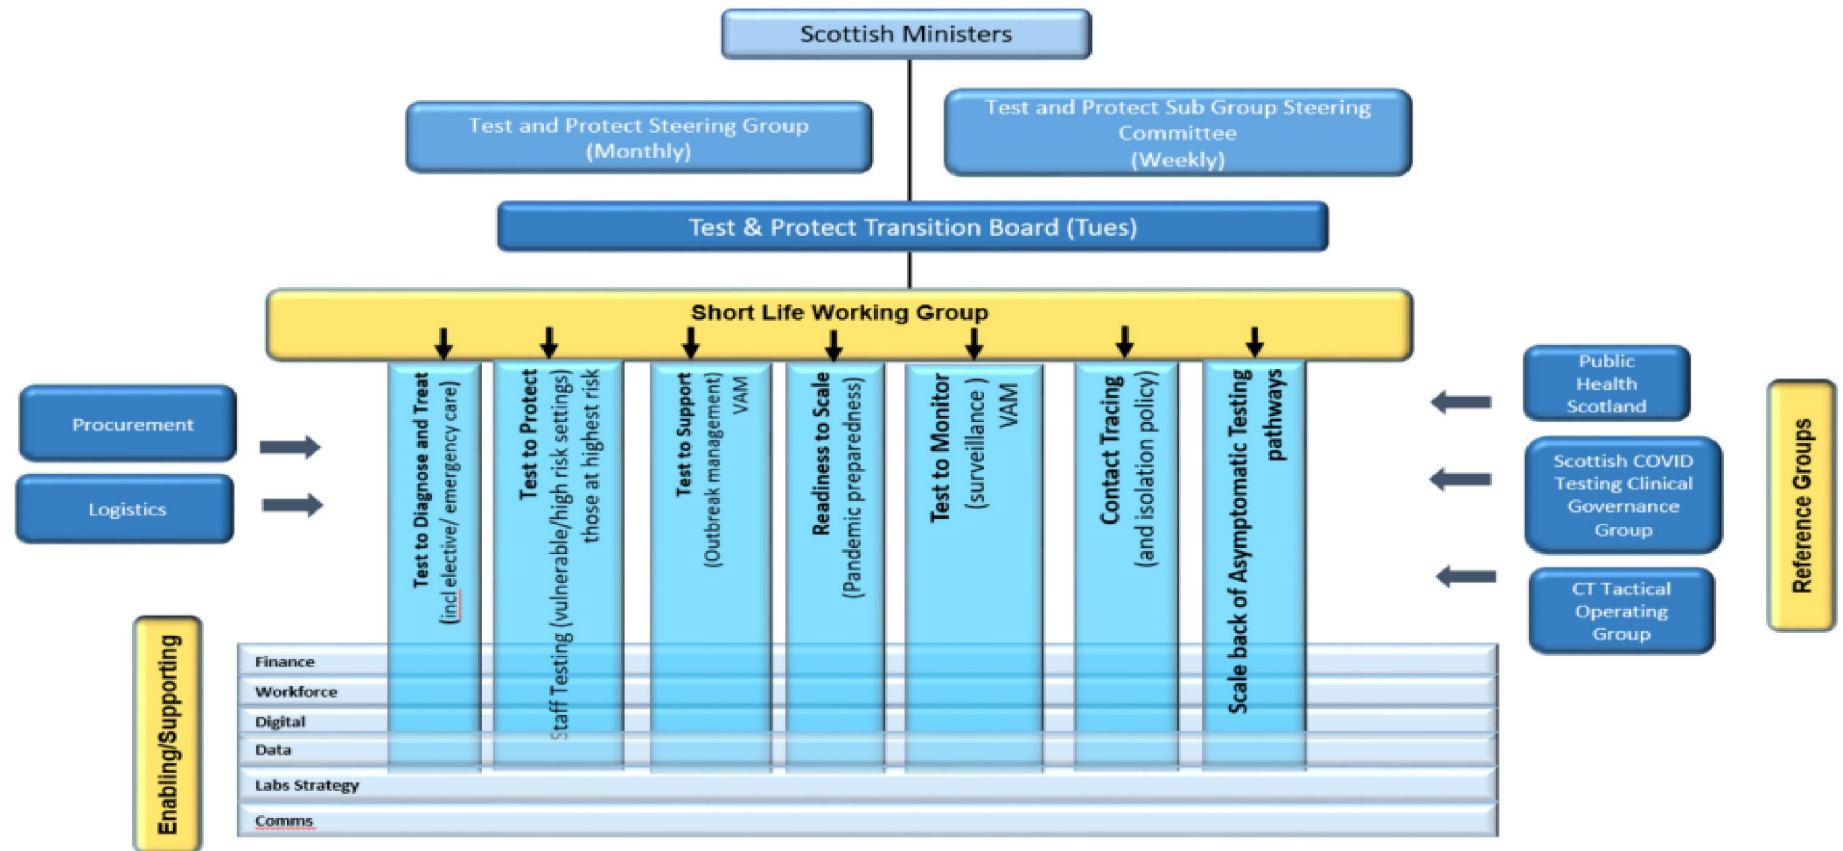 Scottish Ministers
Test and Protect Steering Group
(Monthly)
Test and Protect Sub Group Steering
Committee
(Weekly)
Test & Protect Transition Board (Tues)
Short Life Working Group
Procurement
Logistics
Test to Diagnose and Treat
(incl elective/ emergency care)
Test to Protect
Staff Testing (vulnerable/high risk settings)
those at highest risk
Test to Support
(Outbreak management)
VAM
Readiness to Scale
(Pandemic preparedness)
Test to Monitor
(surveillance )
VAM
Contact Tracing
(and isolation policy)
Scale back of Asymptomatic Testing
pathways
Public
Health
Scotland
Scottish COVID
Testing Clinical
Governance
Group
CT Tactical
Operating
Group
Reference Groups
Enabling/Supporting
Finance
Workforce
Digital
Data
Labs Strategy
Comms